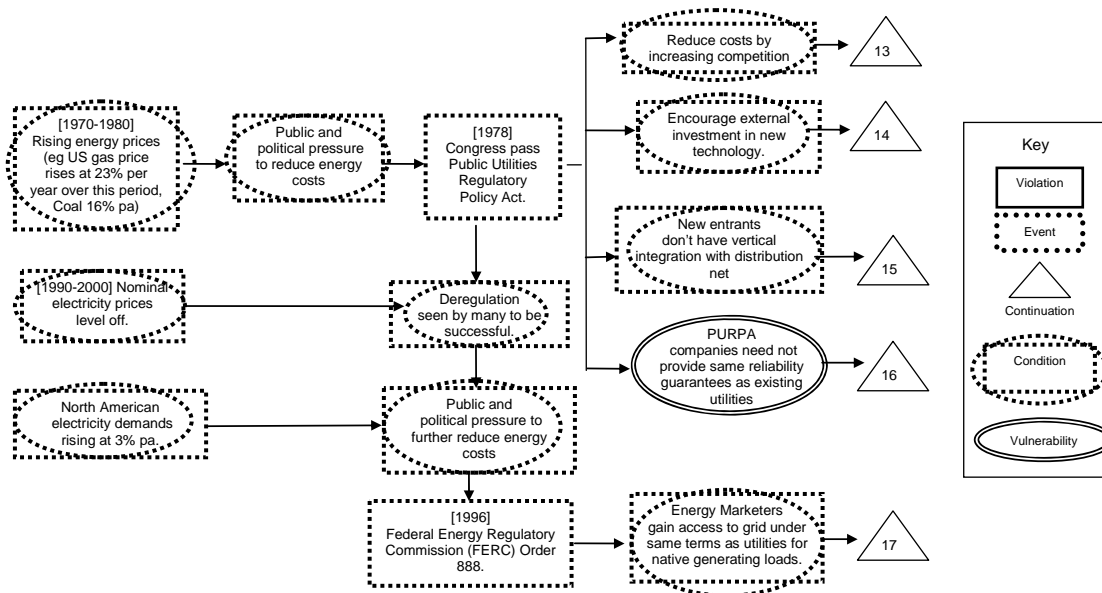 Reduce costs by
increasing competition
13
[1970-1980]
Rising energy prices
(eg US gas price
rises at 23% per
year over this period,
Coal 16% pa)
Public and
political pressure
to reduce energy
costs
[1978]
Congress pass
Public Utilities
Regulatory
Policy Act.
Encourage external
investment in new
technology.
14
New entrants
don't have vertical
integration with distribution
net
15
[1990-2000] Nominal
electricity prices
level off.
Deregulation
seen by many to be
successful.
PURPA
companies need not
provide same reliability
guarantees as existing
utilities
16
North American
electricity demands
rising at 3% pa.
Public and
political pressure to
further reduce energy
costs
[1996]
Federal Energy Regulatory
Commission (FERC) Order
888.
Energy Marketers
gain access to grid under
same terms as utilities for
native generating loads.
17
Key
Violation
Event
Continuation
Condition
Vulnerability